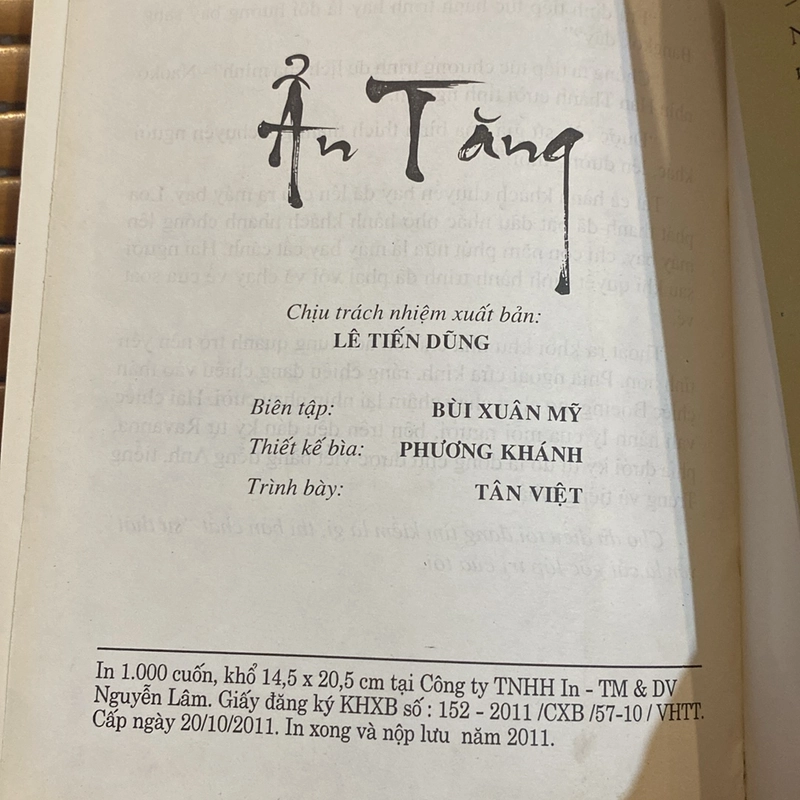 Ẩn Tăng
Chịu trách nhiệm xuất bản:
LÊ TIẾN DŨNG
Biên tập: BÙI XUÂN MỸ
Thiết kế bìa: PHƯƠNG KHÁNH
Trình bày: TÂN VIỆT
In 1.000 cuốn, khổ 14,5 x 20,5 cm tại Công ty TNHH In - TM & DV
Nguyễn Lâm. Giấy đăng ký KHXB số : 152 - 2011 /CXB /57-10 / VHTT.
Cấp ngày 20/10/2011. In xong và nộp lưu năm 2011.